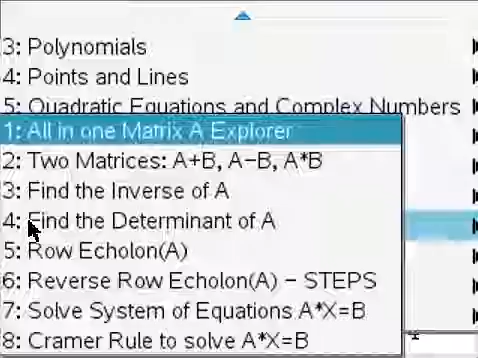 3: Polynomials
4: Points and Lines
5: Quadratic Equations and Complex Numbers
1: All in one Matrix A Explorer
2: Two Matrices: A+B, A−B, A*B
3: Find the Inverse of A
4: Find the Determinant of A
5: Row Echolon(A)
6: Reverse Row Echolon(A) − STEPS
7: Solve System of Equations A*X=B
8: Cramer Rule to solve A*X=B